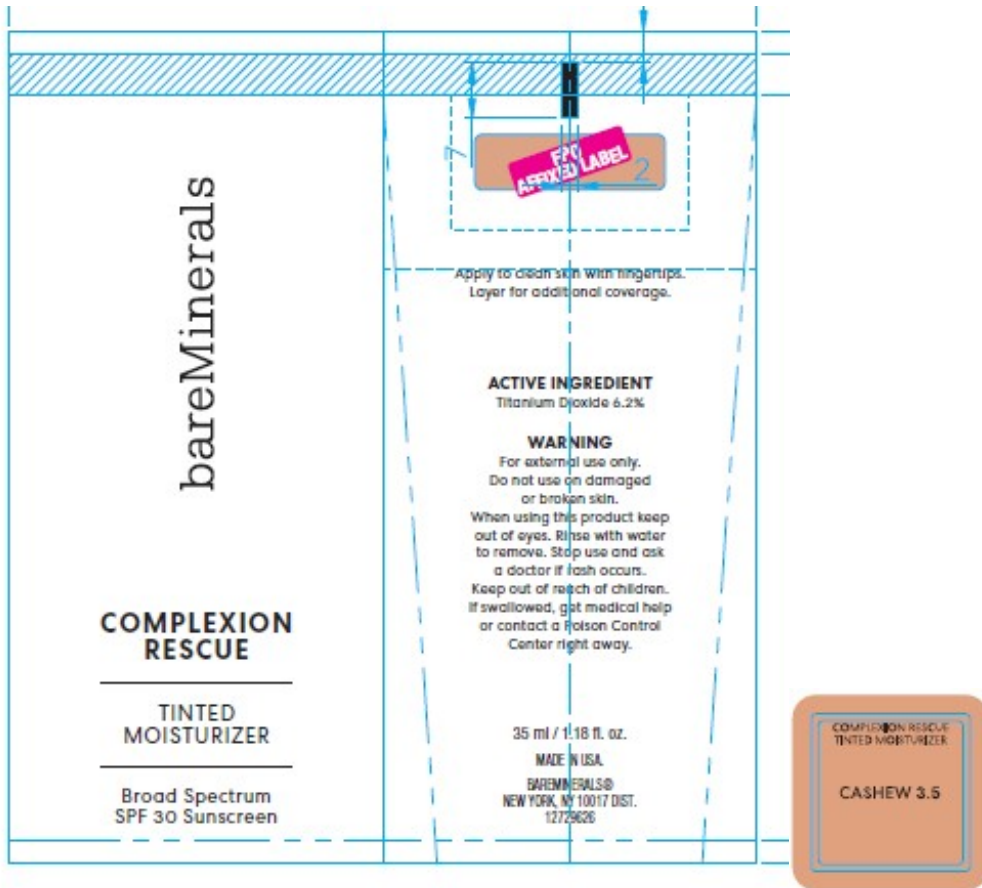 bareMinerals
COMPLEXION
RESCUE
TINTED
MOISTURIZER
Broad Spectrum
SPF 30 Sunscreen
7
FPO
AFFIXED LABEL
2
Apply to clean skin with fingertips.
Layer for additional coverage.
ACTIVE INGREDIENT
Titanium Dioxide 6.2%
WARNING
For external use only.
Do not use on damaged
or broken skin.
When using this product keep
out of eyes. Rinse with water
to remove. Stop use and ask
a doctor if rash occurs.
Keep out of reach of children.
If swallowed, get medical help
or contact a Poison Control
Center right away.
35 ml / 1.18 fl. oz.
MADE IN USA.
BAREMINERALS®
NEW YORK, NY 10017 DIST.
12729626
COMPLEXION RESCUE
TINTED MOISTURIZER
CASHEW 3.5